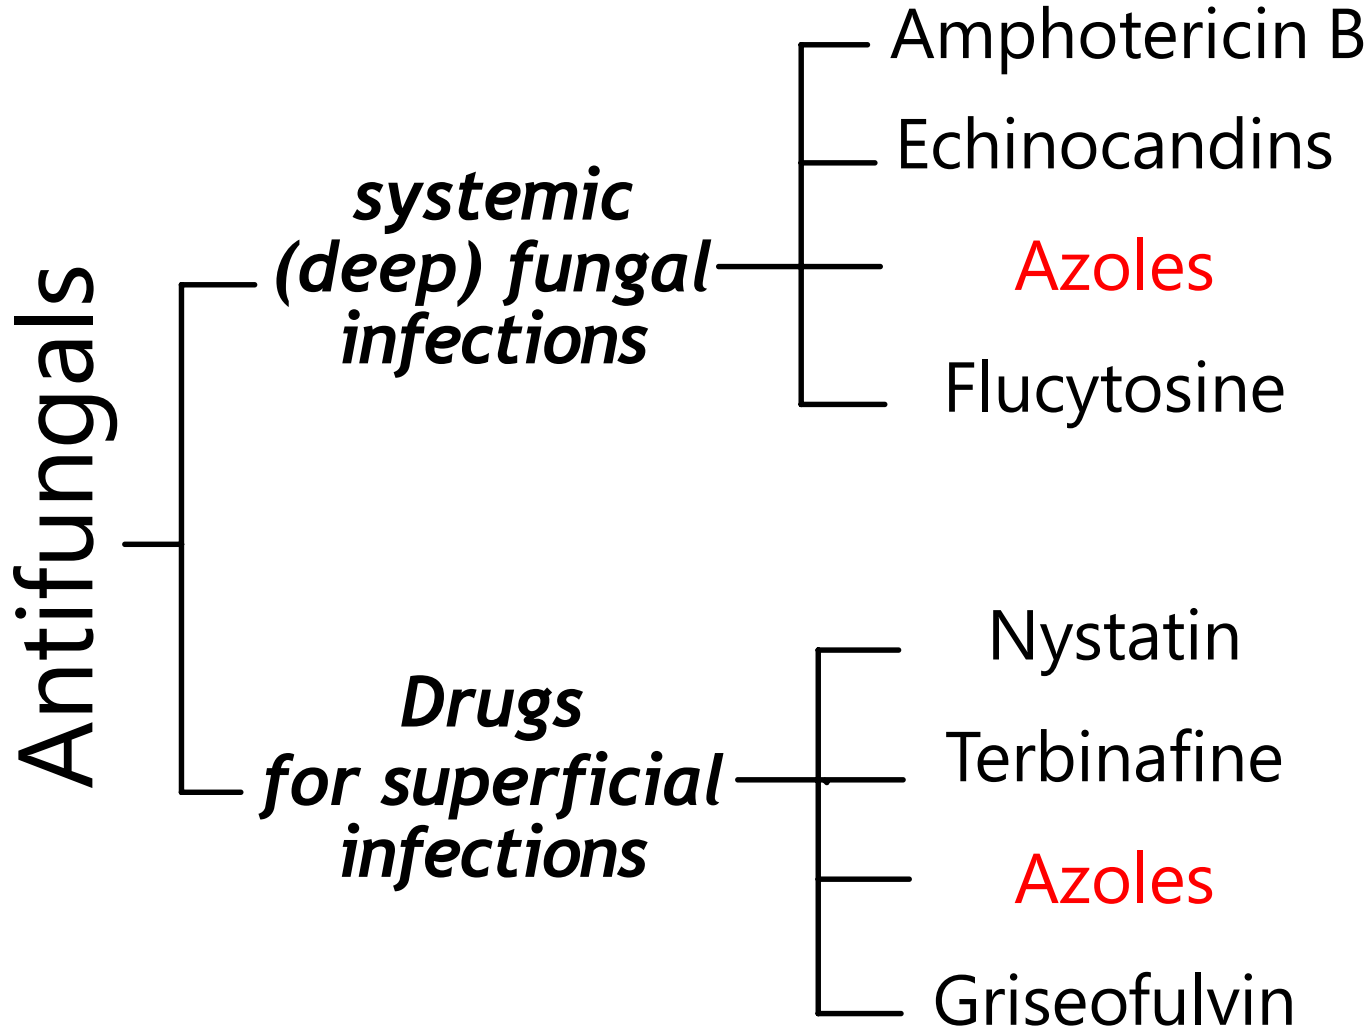 Antifungals
systemic
(deep) fungal
infections
Amphotericin B
Echinocandins
Azoles
Flucytosine
Drugs
for superficial
infections
Nystatin
Terbinafine
Azoles
Griseofulvin